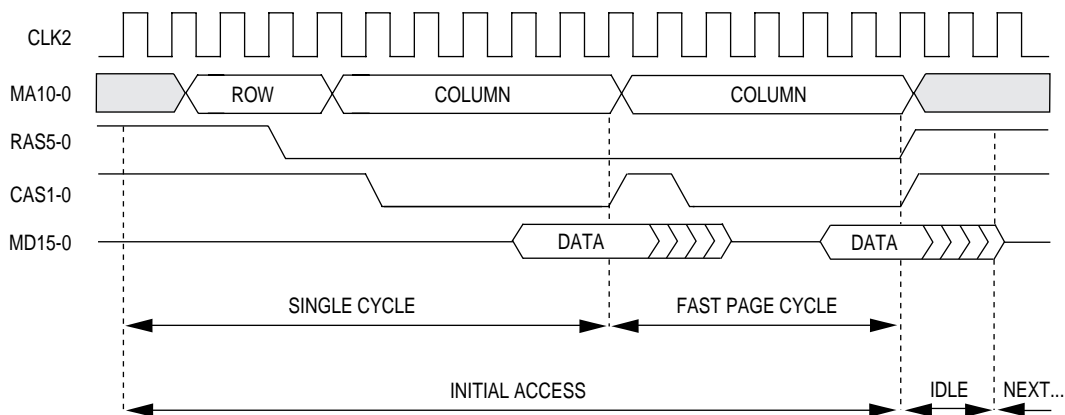 CLK2
MA10-0 ROW COLUMN COLUMN
RAS5-0
CAS1-0
MD15-0 DATA DATA
SINGLE CYCLE FAST PAGE CYCLE
INITIAL ACCESS IDLE NEXT...